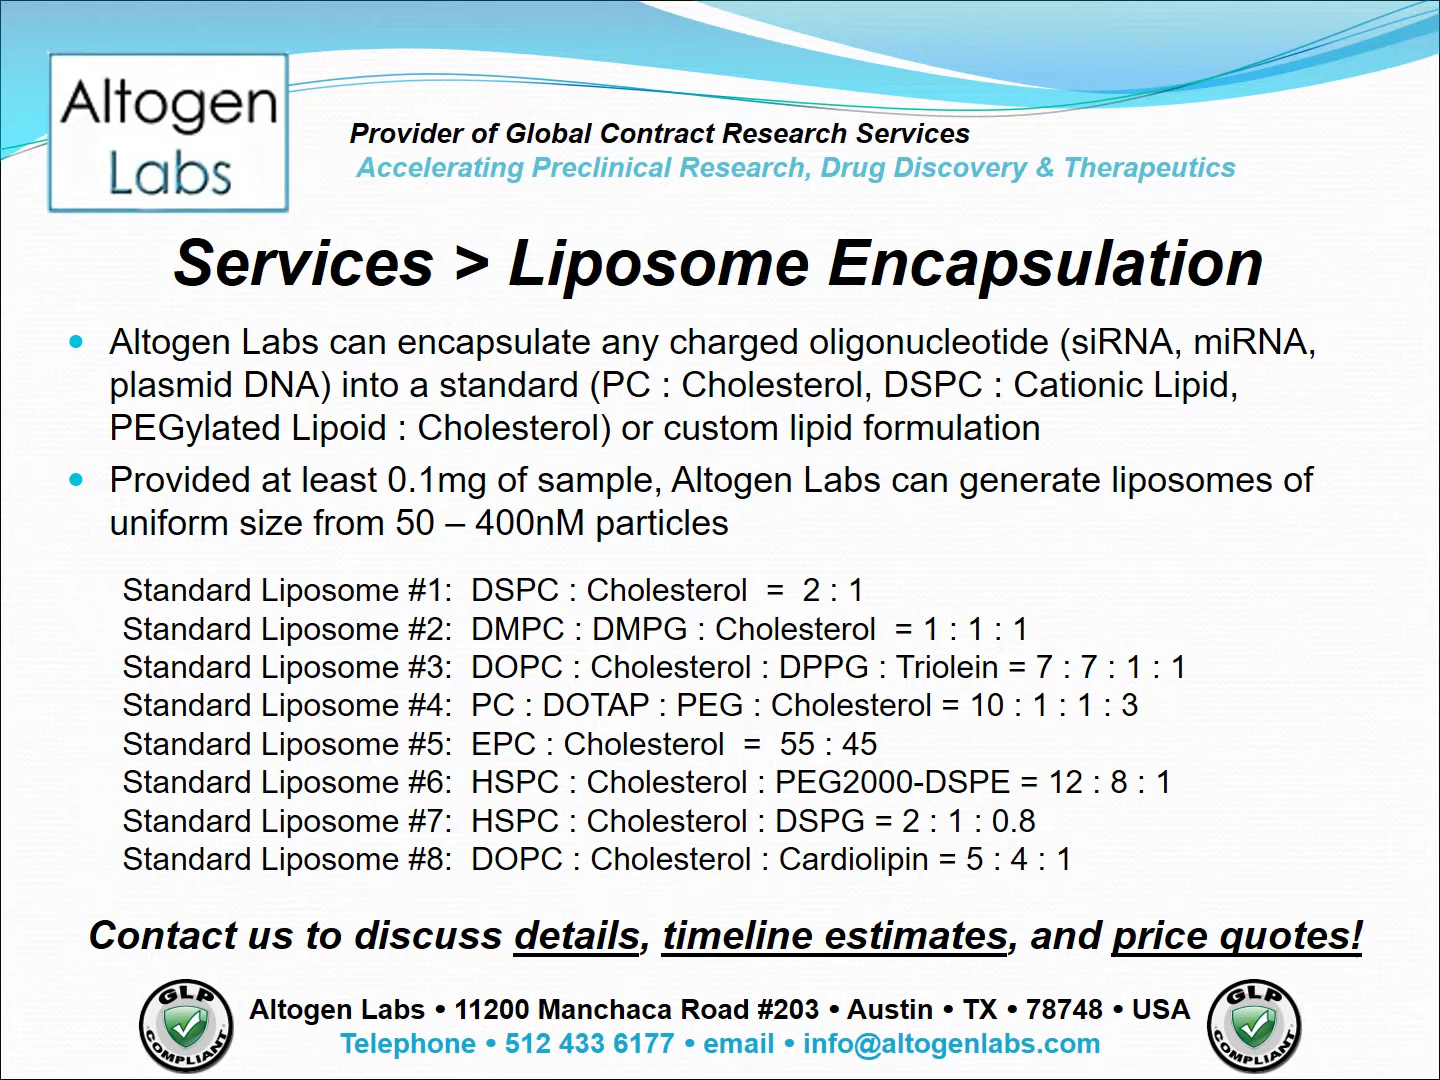 Altogen
Labs
Provider of Global Contract Research Services
Accelerating Preclinical Research, Drug Discovery & Therapeutics
Services > Liposome Encapsulation
• Altogen Labs can encapsulate any charged oligonucleotide (siRNA, miRNA,
plasmid DNA) into a standard (PC : Cholesterol, DSPC : Cationic Lipid,
PEGylated Lipoid : Cholesterol) or custom lipid formulation
• Provided at least 0.1mg of sample, Altogen Labs can generate liposomes of
uniform size from 50 – 400nM particles
Standard Liposome #1: DSPC : Cholesterol = 2 : 1
Standard Liposome #2: DMPC : DMPG : Cholesterol = 1 : 1 : 1
Standard Liposome #3: DOPC : Cholesterol : DPPG : Triolein = 7 : 7 : 1 : 1
Standard Liposome #4: PC : DOTAP : PEG : Cholesterol = 10 : 1 : 1 : 3
Standard Liposome #5: EPC : Cholesterol = 55 : 45
Standard Liposome #6: HSPC : Cholesterol : PEG2000-DSPE = 12 : 8 : 1
Standard Liposome #7: HSPC : Cholesterol : DSPG = 2 : 1 : 0.8
Standard Liposome #8: DOPC : Cholesterol : Cardiolipin = 5 : 4 : 1
Contact us to discuss details, timeline estimates, and price quotes!
GLP
COMPLIANT
Altogen Labs • 11200 Manchaca Road #203 • Austin • TX • 78748 • USA
Telephone • 512 433 6177 • email • info@altogenlabs.com
GLP
COMPLIANT